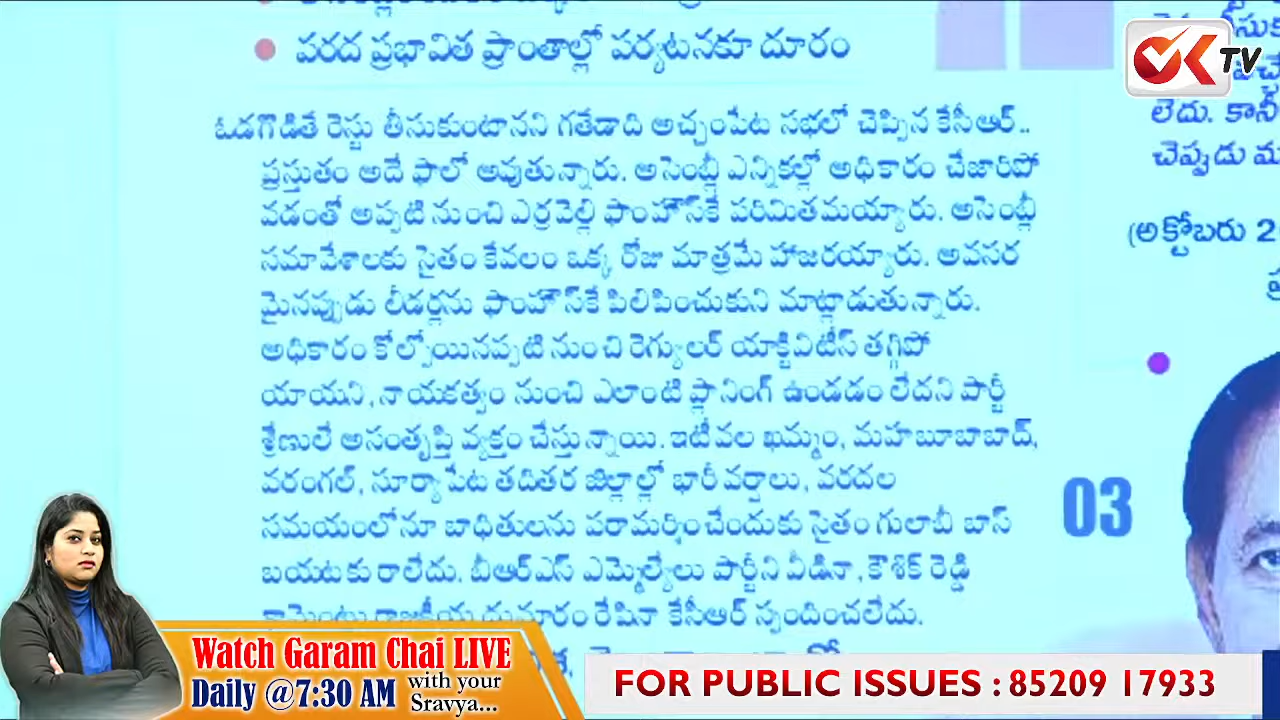 వరద ప్రభావిత ప్రాంతాల్లో పర్యటనకూ దూరం
ఓడగొడితే రెస్టు తీసుకుంటానని గతేడాది అచ్చంపేట సభలో చెప్పిన కేసీఆర్..
ప్రస్తుతం అదే ఫాలో అవుతున్నారు. అసెంబ్లీ ఎన్నికల్లో అధికారం చేజారిపో
వడంతో అప్పటి నుంచి ఎర్రవెల్లి ఫాంహౌస్‌కే పరిమితమయ్యారు. అసెంబ్లీ
సమావేశాలకు సైతం కేవలం ఒక్క రోజు మాత్రమే హాజరయ్యారు. అవసర
మైనప్పుడు లీడర్లను ఫాంహౌస్‌కే పిలిపించుకుని మాట్లాడుతున్నారు.
అధికారం కోల్పోయినప్పటి నుంచి రెగ్యులర్ యాక్టివిటీస్ తగ్గిపో
యాయని, నాయకత్వం నుంచి ఎలాంటి ప్లానింగ్ ఉండడం లేదని పార్టీ
శ్రేణులే అసంతృప్తి వ్యక్తం చేస్తున్నాయి. ఇటీవల ఖమ్మం, మహబూబాబాద్,
వరంగల్, సూర్యాపేట తదితర జిల్లాల్లో భారీ వర్షాలు, వరదల
సమయంలోనూ బాధితులను పరామర్శించేందుకు సైతం గులాబీ బాస్
బయటకు రాలేదు. బీఆర్ఎస్ ఎమ్మెల్యేలు పార్టీని వీడినా, కౌశిక్ రెడ్డి
కామెంట్లు రాజకీయ దుమారం రేపినా కేసీఆర్ స్పందించలేదు.
OK TV
లేదు. కానీ
చెప్పుడు
(అక్టోబరు
03
Watch Garam Chai LIVE
Daily @7:30 AM with your
Sravya...
FOR PUBLIC ISSUES : 85209 17933